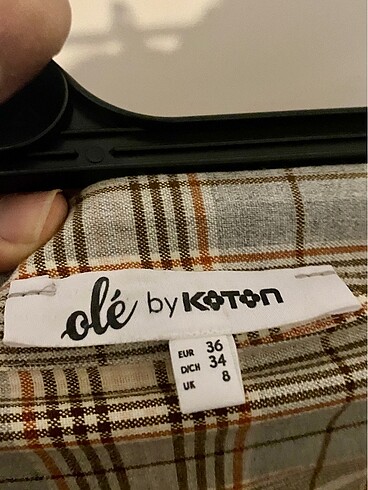 olé by KOTON
EUR 36
D/CH 34
UK 8